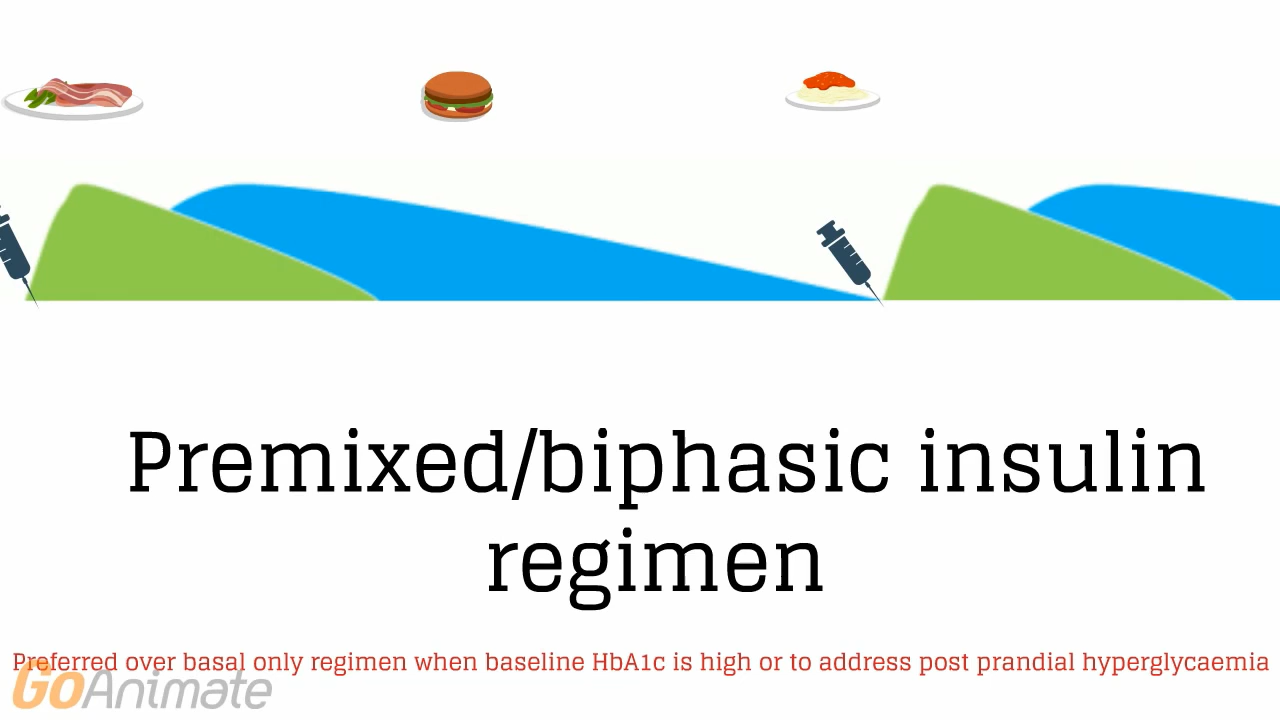 Premixed/biphasic insulin
regimen
Preferred over basal only regimen when baseline HbA1c is high or to address post prandial hyperglycaemia
GoAnimate